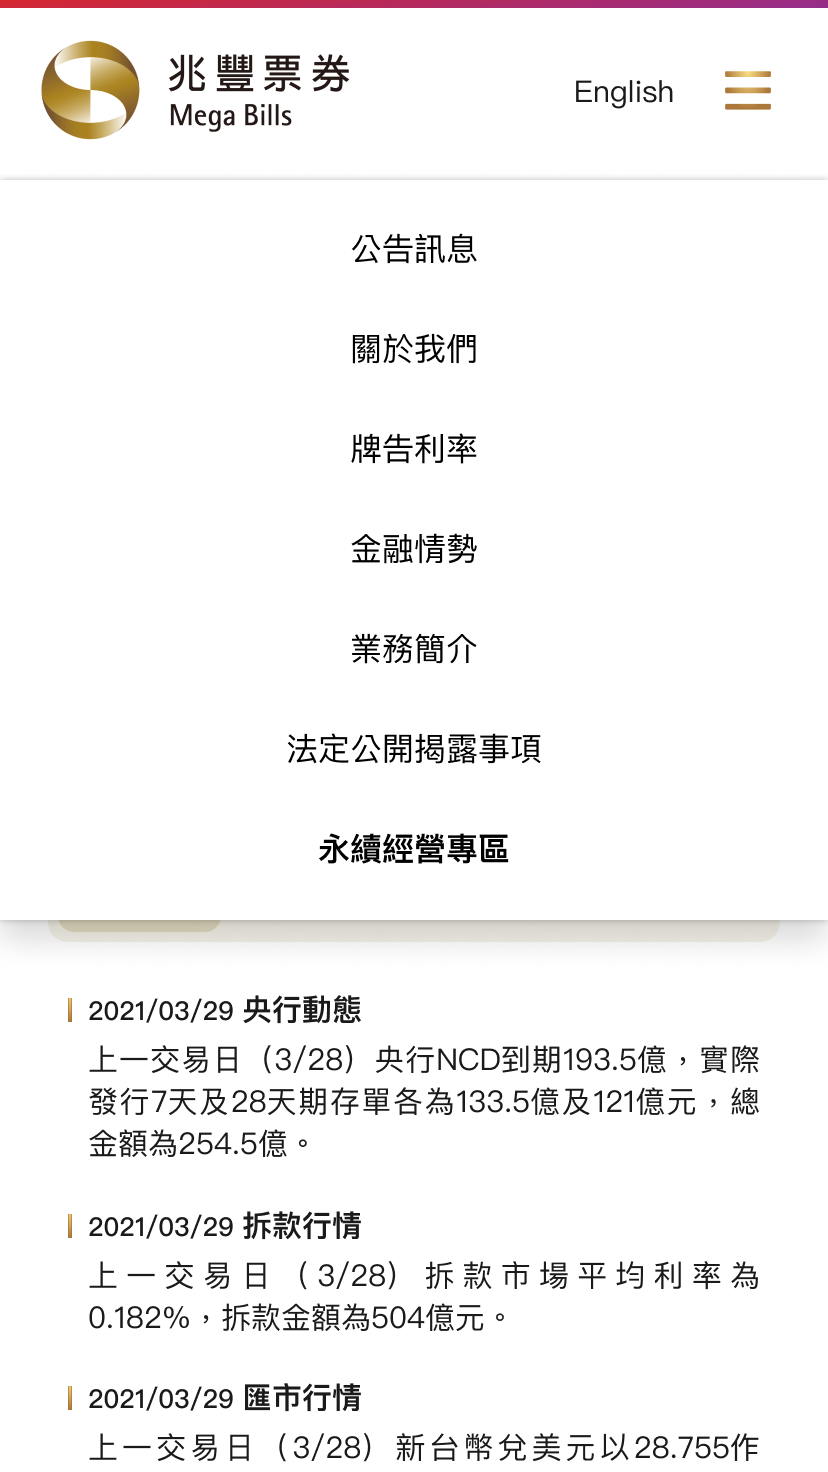 兆豐票券
Mega Bills
English
公告訊息
關於我們
牌告利率
金融情勢
業務簡介
法定公開揭露事項
永續經營專區
2021/03/29 央行動態
上一交易日（3/28）央行NCD到期193.5億，實際
發行7天及28天期存單各為133.5億及121億元，總
金額為254.5億。
2021/03/29 拆款行情
上一交易日（3/28）拆款市場平均利率為
0.182%，拆款金額為504億元。
2021/03/29 匯市行情
上一交易日（3/28）新台幣兌美元以28.755作